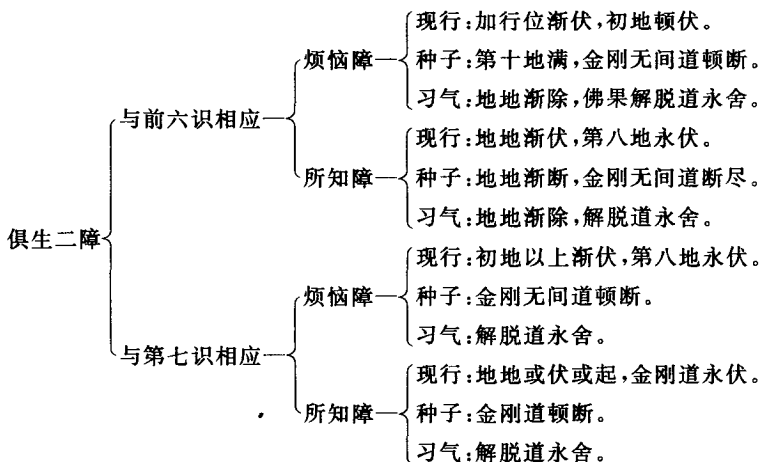 现行:加行位渐伏,初地顿伏。
烦恼障
种子:第十地满,金刚无间道顿断。
习气:地地渐除,佛果解脱道永舍。
与前六识相应
现行:地地渐伏,第八地永伏。
所知障
种子:地地渐断,金刚无间道断尽。
习气:地地渐除,解脱道永舍。
俱生二障
现行:初地以上渐伏,第八地永伏。
烦恼障
种子:金刚无间道顿断。
习气:解脱道永舍。
与第七识相应
现行:地地或伏或起,金刚道永伏。
所知障
种子:金刚道顿断。
习气:解脱道永舍。